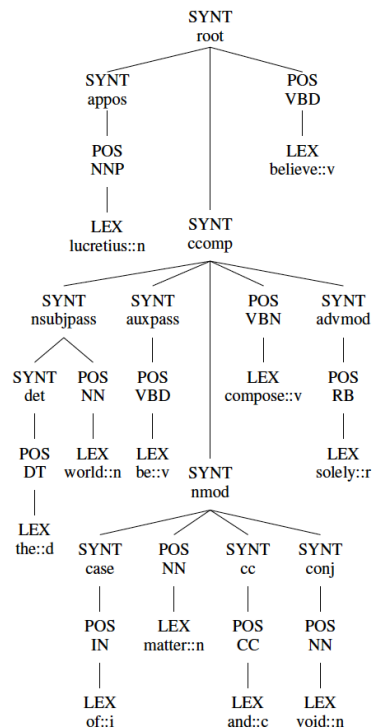 SYNT
root
SYNT POS
appos VBD
POS LEX
NNP believe::v
LEX SYNT
lucretius::n ccomp
SYNT SYNT POS SYNT
nsubjpass auxpass VBN advmod
SYNT POS POS LEX POS
det NN VBD compose::v RB
POS LEX LEX SYNT LEX
DT world::n be::v nmod solely::r
LEX
the::d
SYNT POS SYNT SYNT
case NN cc conj
POS LEX POS POS
IN matter::n CC NN
LEX LEX LEX
of::i and::c void::n